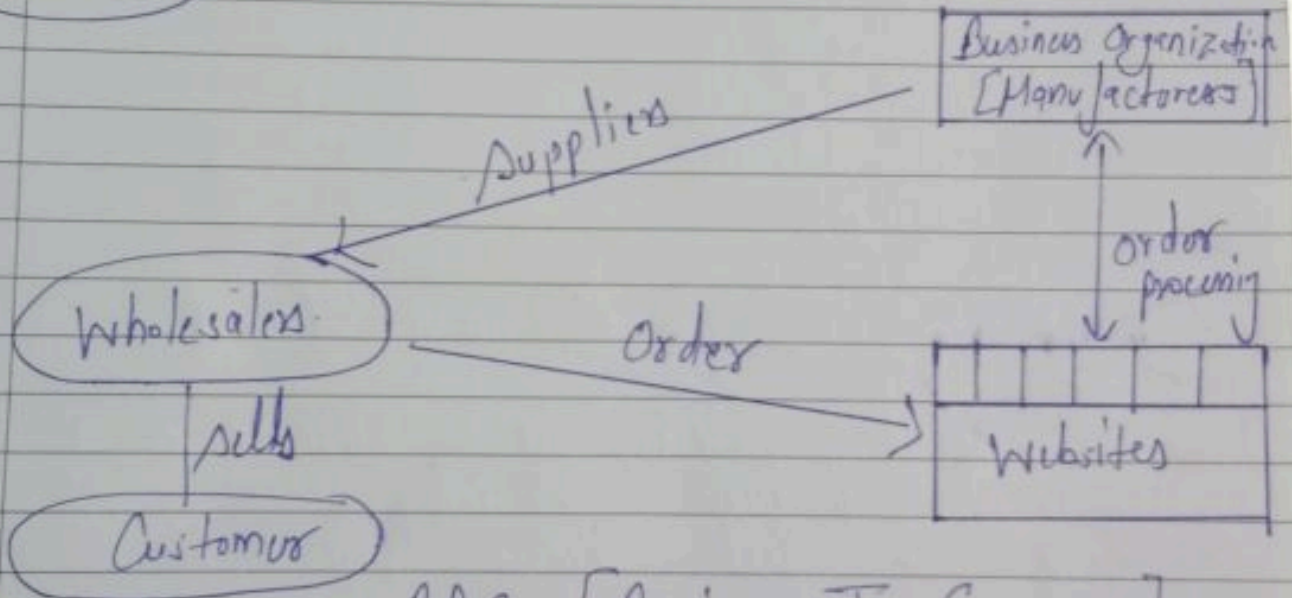 Business Organization
[Manufactorers]
Suppliers
Order
processing
Wholesalers
Order
sells
Websites
Customer